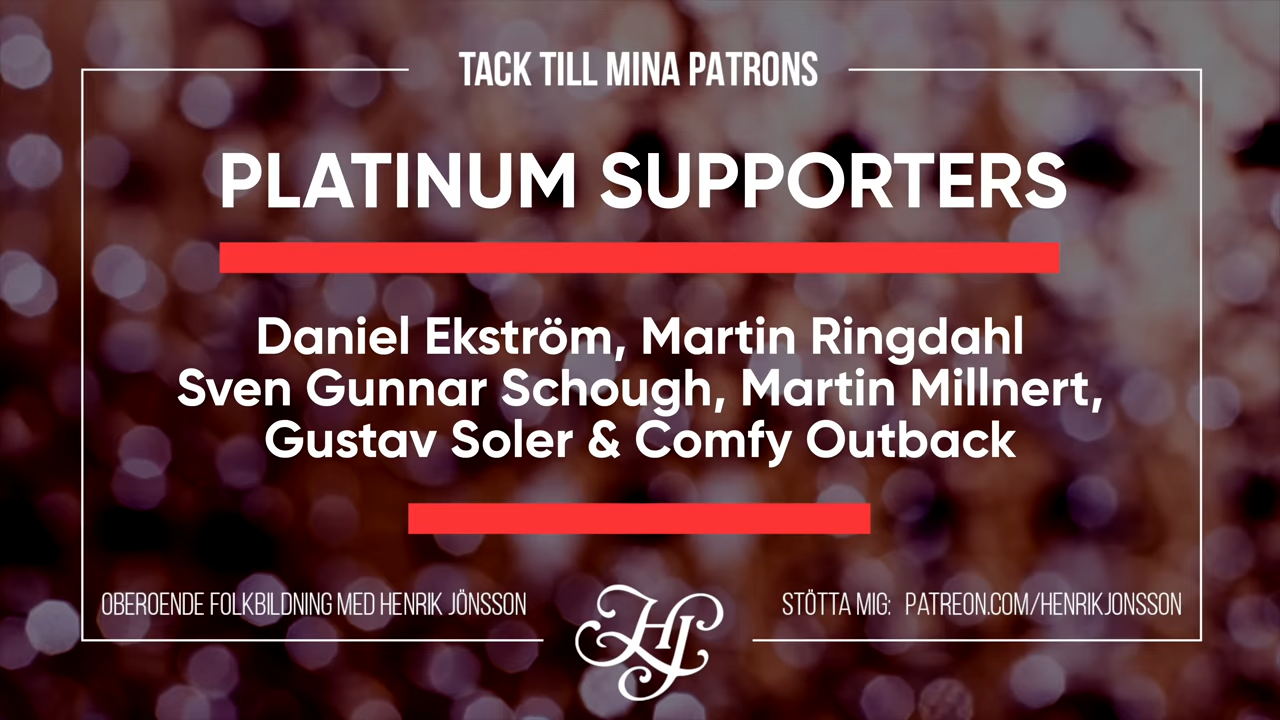 TACK TILL MINA PATRONS
PLATINUM SUPPORTERS
Daniel Ekström, Martin Ringdahl
Sven Gunnar Schough, Martin Millnert,
Gustav Soler & Comfy Outback
OBEROENDE FOLKBILDNING MED HENRIK JÖNSSON
HJ
STÖTTA MIG: PATREON.COM/HENRIKJONSSON